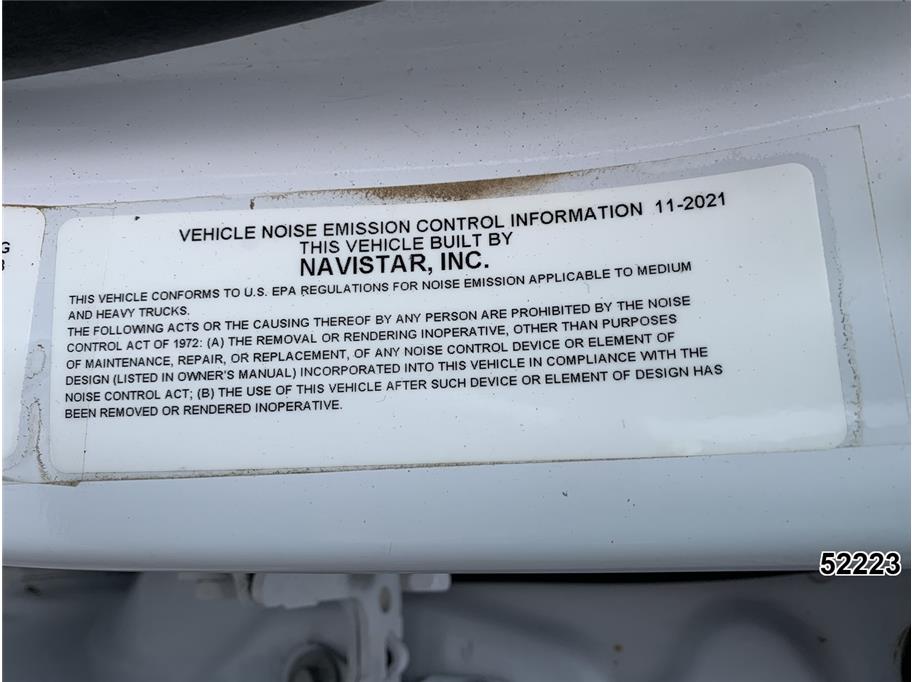 VEHICLE NOISE EMISSION CONTROL INFORMATION 11-2021
THIS VEHICLE BUILT BY
NAVISTAR, INC.
THIS VEHICLE CONFORMS TO U.S. EPA REGULATIONS FOR NOISE EMISSION APPLICABLE TO MEDIUM
AND HEAVY TRUCKS.
THE FOLLOWING ACTS OR THE CAUSING THEREOF BY ANY PERSON ARE PROHIBITED BY THE NOISE
CONTROL ACT OF 1972: (A) THE REMOVAL OR RENDERING INOPERATIVE, OTHER THAN PURPOSES
OF MAINTENANCE, REPAIR, OR REPLACEMENT, OF ANY NOISE CONTROL DEVICE OR ELEMENT OF
DESIGN (LISTED IN OWNER'S MANUAL) INCORPORATED INTO THIS VEHICLE IN COMPLIANCE WITH THE
NOISE CONTROL ACT; (B) THE USE OF THIS VEHICLE AFTER SUCH DEVICE OR ELEMENT OF DESIGN HAS
BEEN REMOVED OR RENDERED INOPERATIVE.
52223